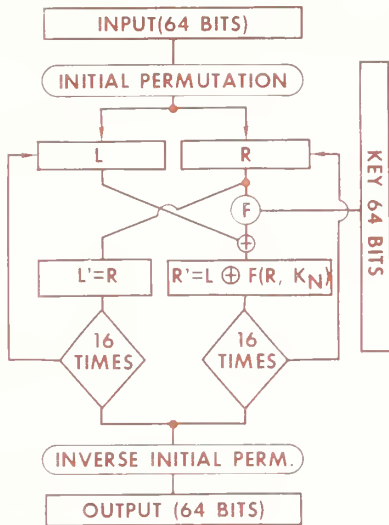 INPUT(64 BITS)
INITIAL PERMUTATION
L
R
F
KEY 64 BITS
L'=R
R'=L ⊕ F(R, KN)
16 TIMES
16 TIMES
INVERSE INITIAL PERM.
OUTPUT (64 BITS)